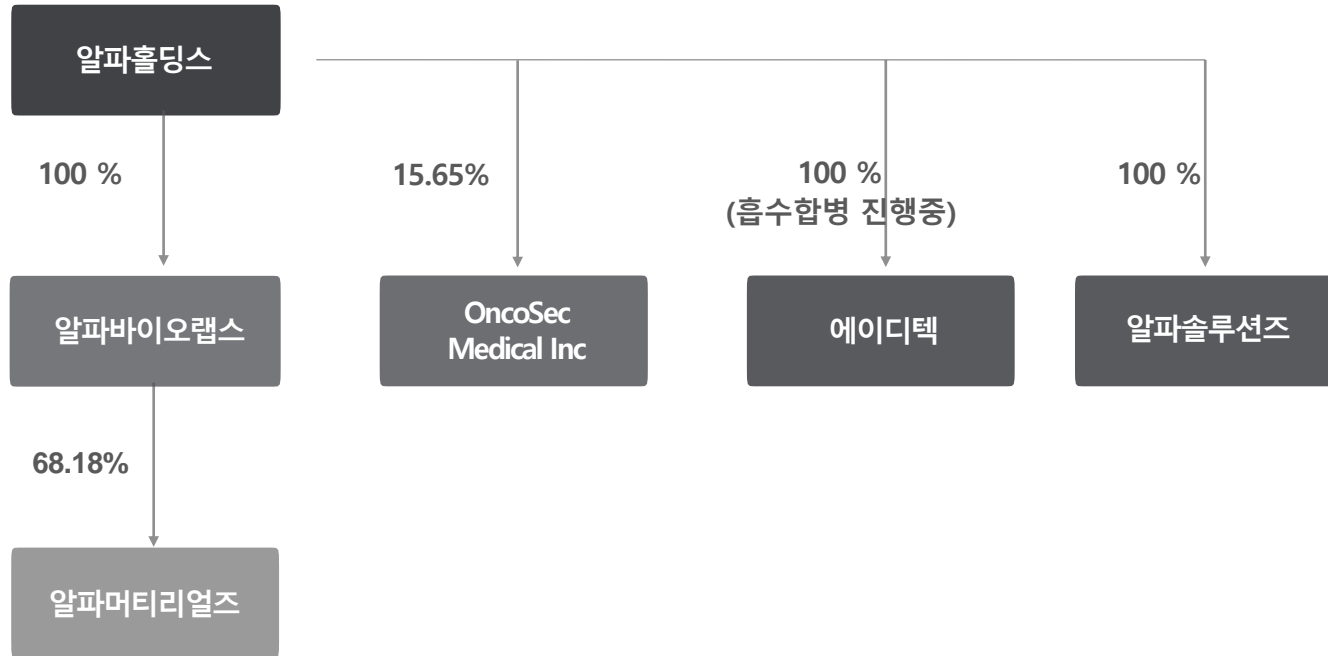 알파홀딩스
100 %
15.65%
100 %
(흡수합병 진행중)
100 %
알파바이오랩스
OncoSec
Medical Inc
에이디텍
알파솔루션즈
68.18%
알파머티리얼즈